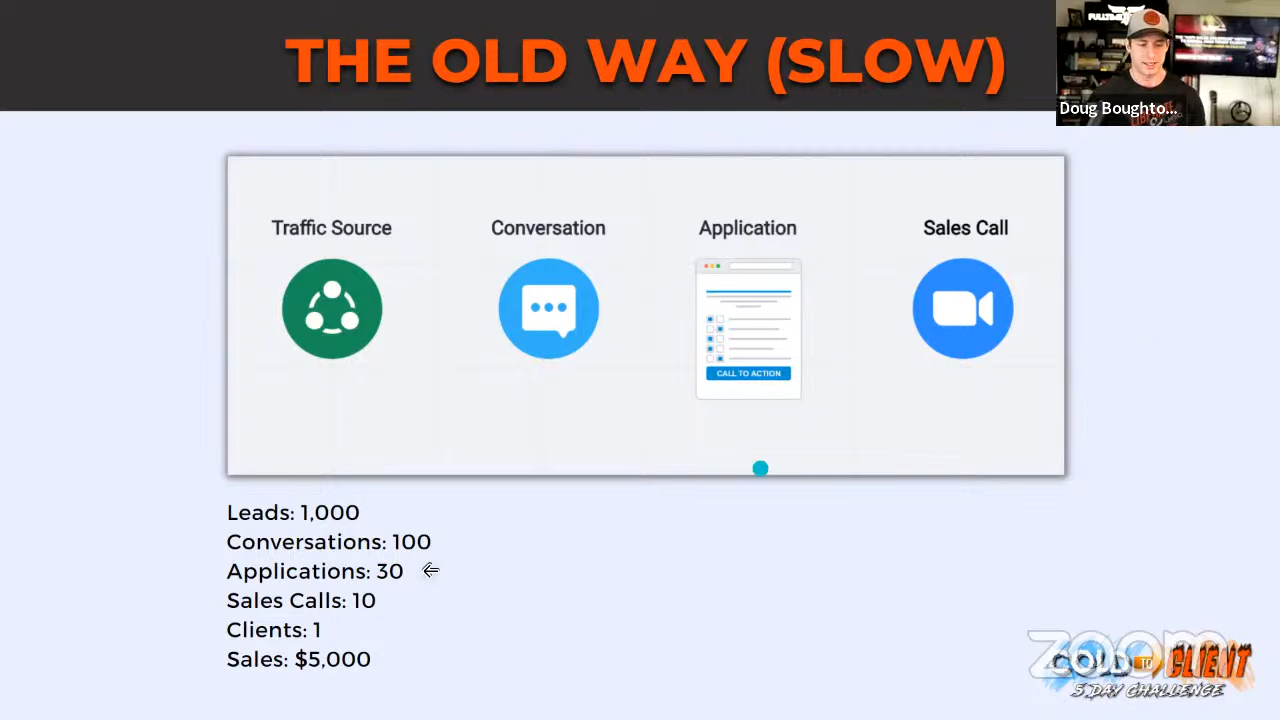 THE OLD WAY (SLOW)
Doug Boughto...
Traffic Source
Conversation
Application
Sales Call
CALL TO ACTION
Leads: 1,000
Conversations: 100
Applications: 30
Sales Calls: 10
Clients: 1
Sales: $5,000
zoom
COLD TO CLIENT
5 DAY CHALLENGE